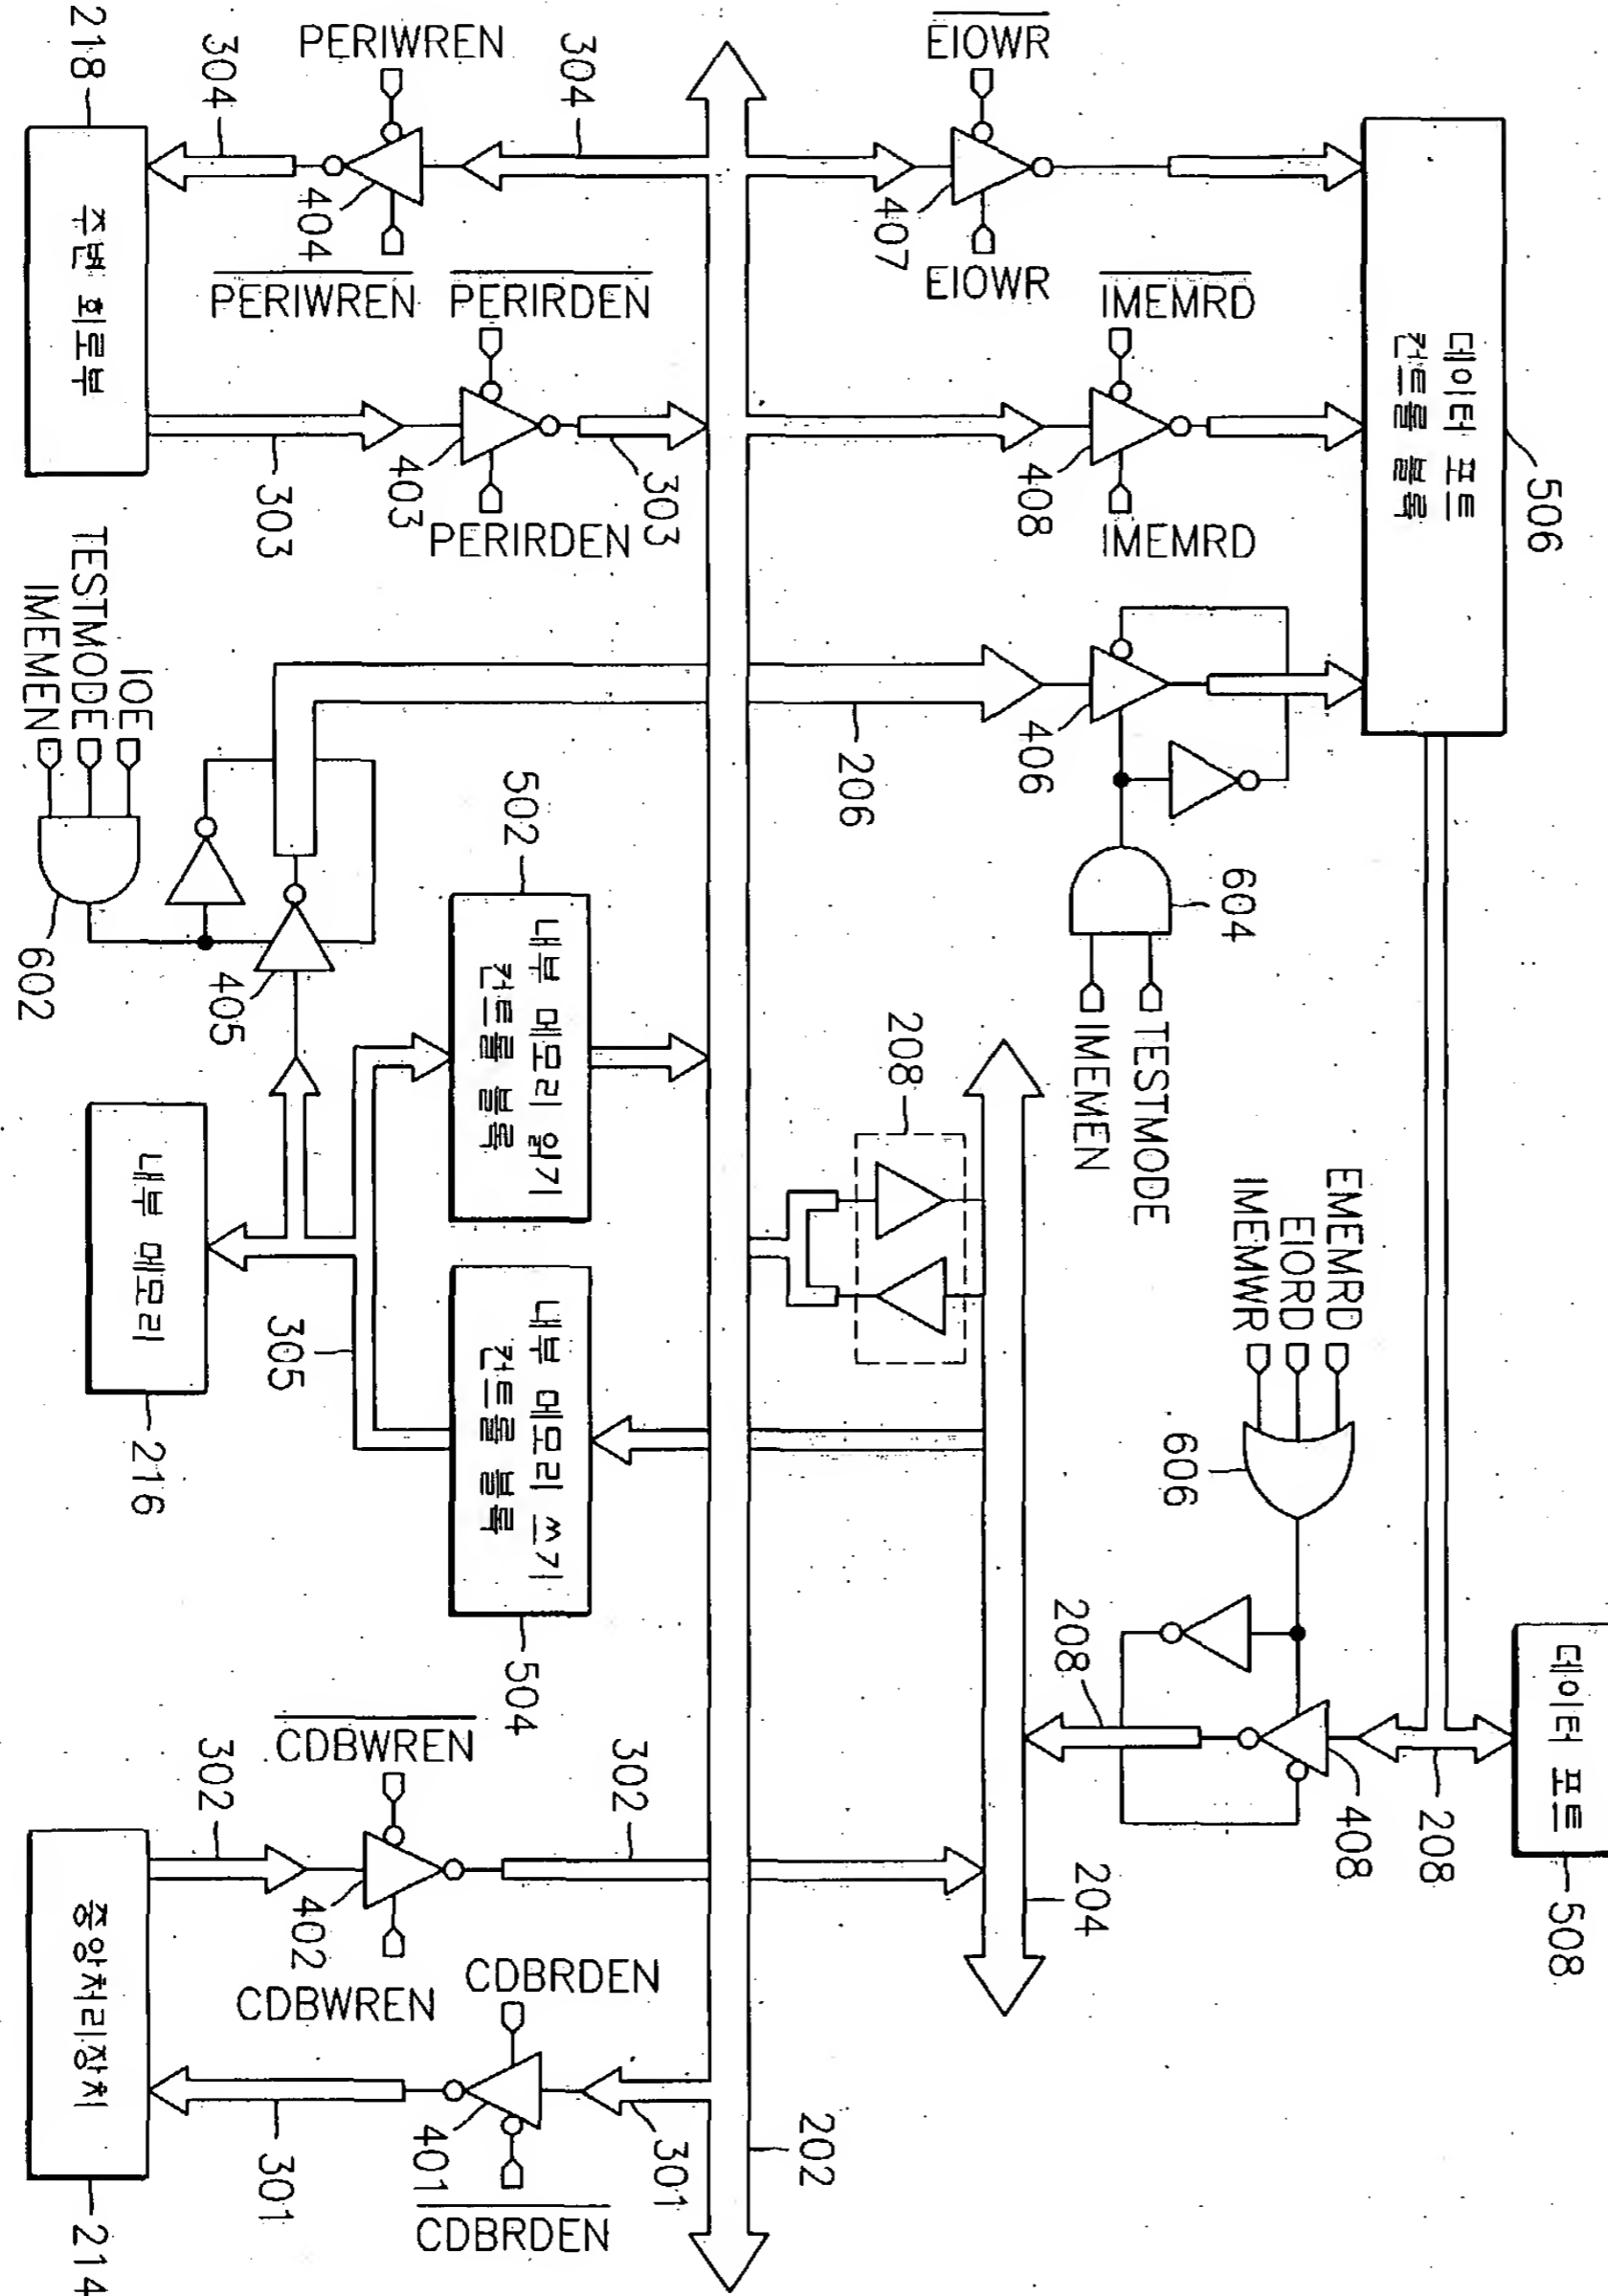 218
304
PERIWREN
304
EIOWR
404
PERIWREN
407
EIOWR
주변 회로부
PERIRDEN
IMEMRD
데이터 포트
컨트롤 블록
506
303
403
PERIRDEN
303
408
IMEMRD
IOE
TESTMODE
IMEMEN
602
405
206
406
604
TESTMODE
IMEMEN
502
내부 메모리 읽기
컨트롤 블록
208
내부 메모리
216
305
내부 메모리 쓰기
컨트롤 블록
504
EMEMRD
EIORD
IMEMWR
606
208
408
208
데이터 포트
508
302
CDBWREN
302
204
402
CDBWREN
CDBRDEN
중앙처리장치
301
401
301
CDBRDEN
202
214